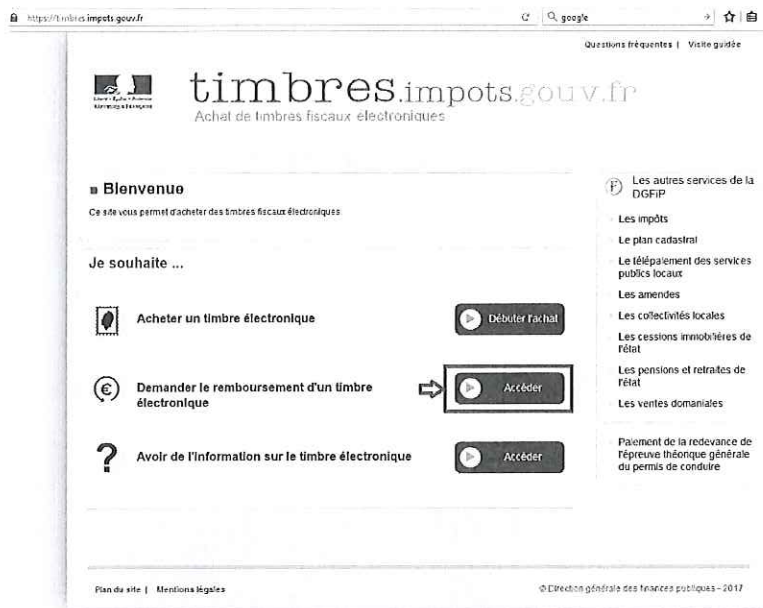 https://timbres.impots.gouv.fr
google
Questions fréquentes | Visite guidée
timbres.impots.gouv.fr
Achat de timbres fiscaux électroniques
Bienvenue
Ce site vous permet d'acheter des timbres fiscaux électroniques
Je souhaite ...
Acheter un timbre électronique
Débuter l'achat
Demander le remboursement d'un timbre
électronique
Accéder
?
Avoir de l'information sur le timbre électronique
Accéder
Les autres services de la
DGFiP
Les impôts
Le plan cadastral
Le télépaiement des services
publics locaux
Les amendes
Les collectivités locales
Les cessions immobilières de
l'état
Les pensions et retraites de
l'état
Les ventes domaniales
Paiement de la redevance de
l'épreuve théorique générale
du permis de conduire
Plan du site | Mentions légales
© Direction générale des finances publiques - 2017